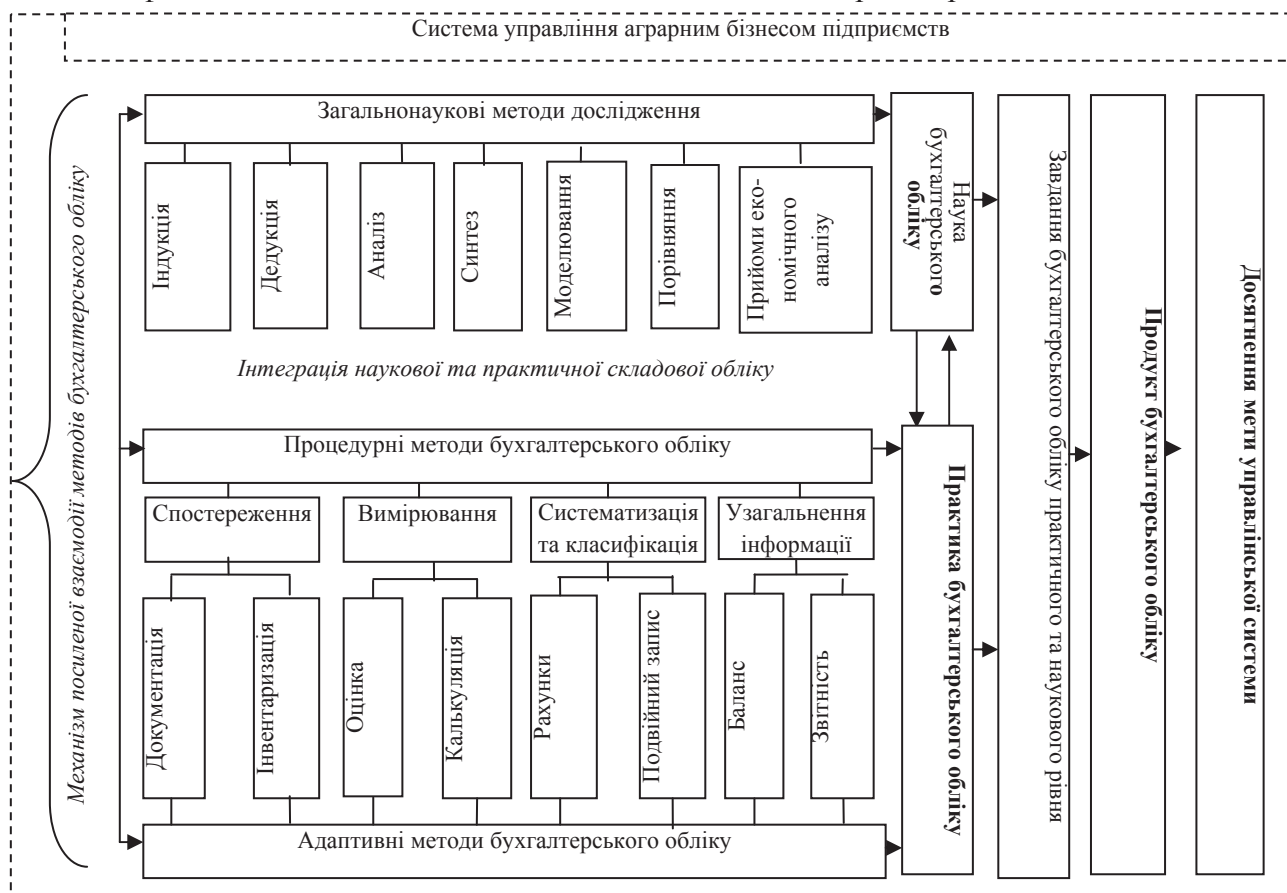 Система управління аграрним бізнесом підприємств
Механізм посиленої взаємодії методів бухгалтерського обліку
Загальнонаукові методи дослідження
Індукція
Дедукція
Аналіз
Синтез
Моделювання
Порівняння
Прийоми еко-
номічного
аналізу
Наука
бухгалтерського
обліку
Інтеграція наукової та практичної складової обліку
Процедурні методи бухгалтерського обліку
Спостереження
Вимірювання
Систематизація
та класифікація
Узагальнення
інформації
Документація
Інвентаризація
Оцінка
Калькуляція
Рахунки
Подвійний запис
Баланс
Звітність
Адаптивні методи бухгалтерського обліку
Практика бухгалтерського обліку
Завдання бухгалтерського обліку практичного та наукового рівня
Продукт бухгалтерського обліку
Досягнення мети управлінської системи